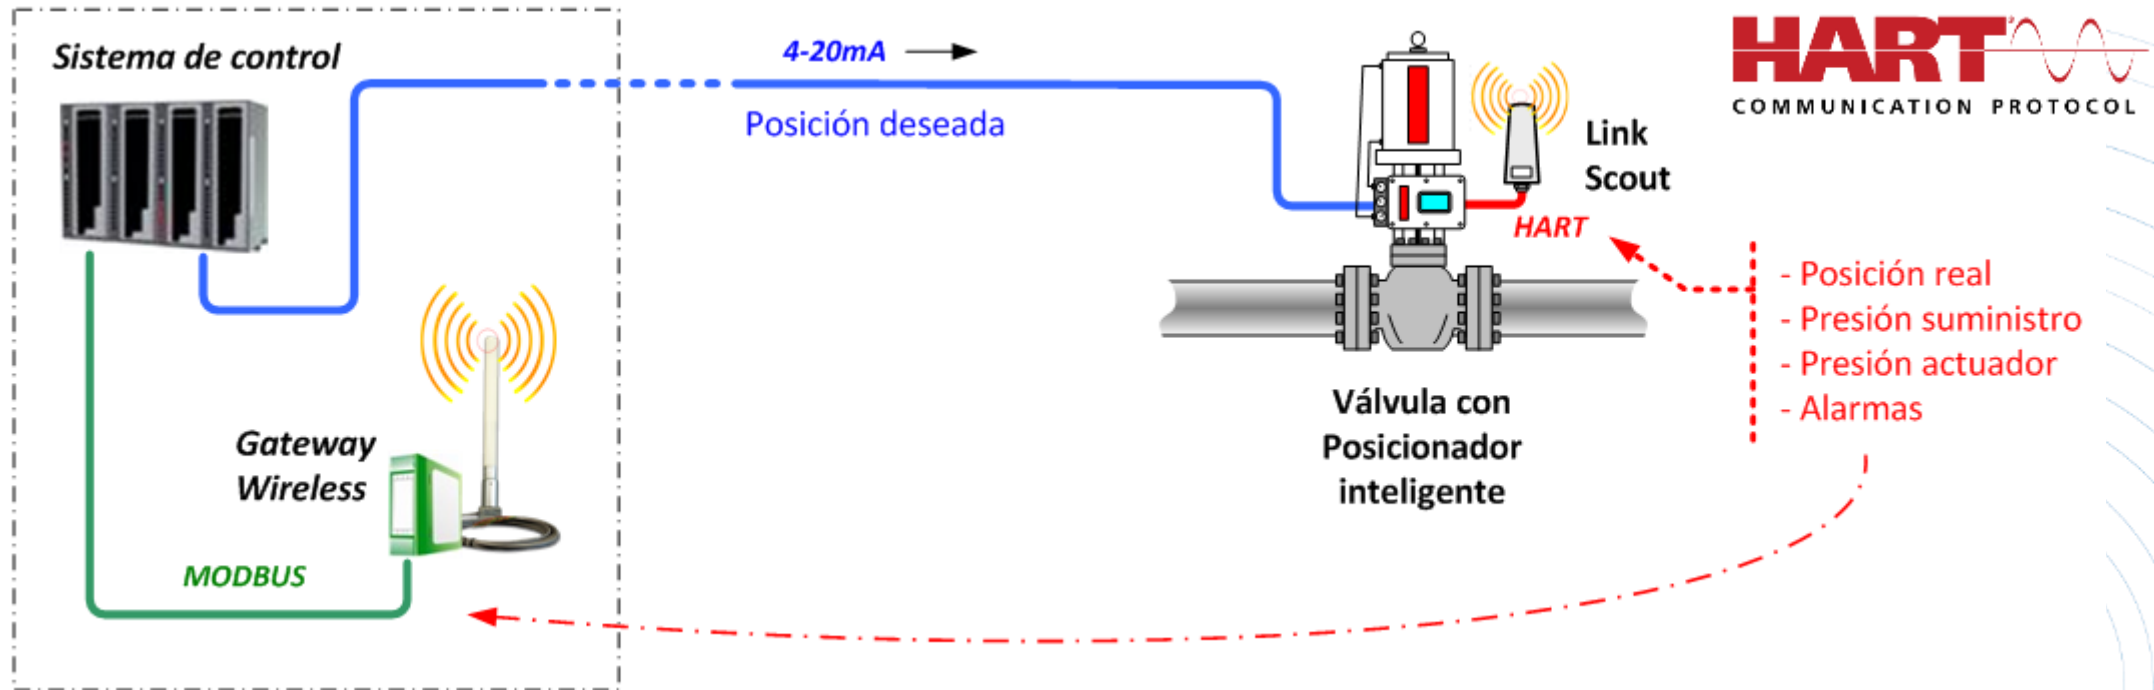 Sistema de control
4-20mA
Posición deseada
HART
COMMUNICATION PROTOCOL
Link
Scout
HART
- Posición real
- Presión suministro
- Presión actuador
- Alarmas
Válvula con
Posicionador
inteligente
Gateway
Wireless
MODBUS